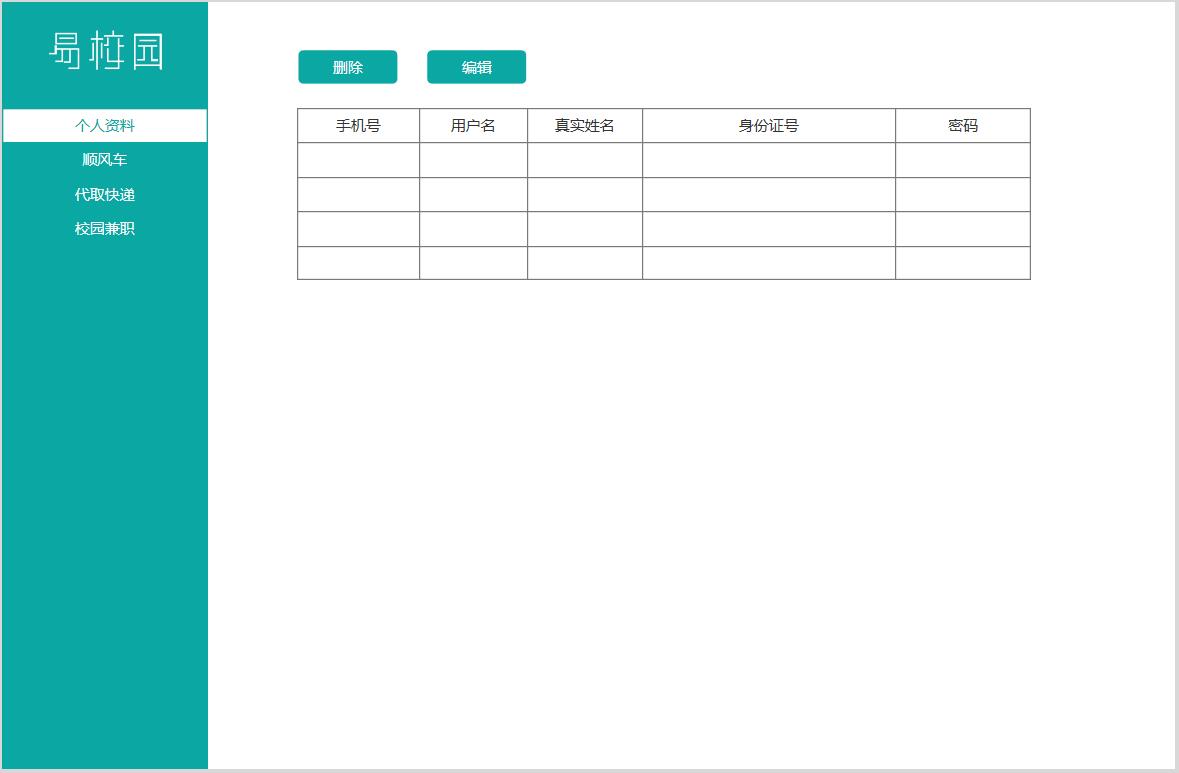 易校园
个人资料
顺风车
代取快递
校园兼职
删除 编辑
手机号 用户名 真实姓名 身份证号 密码